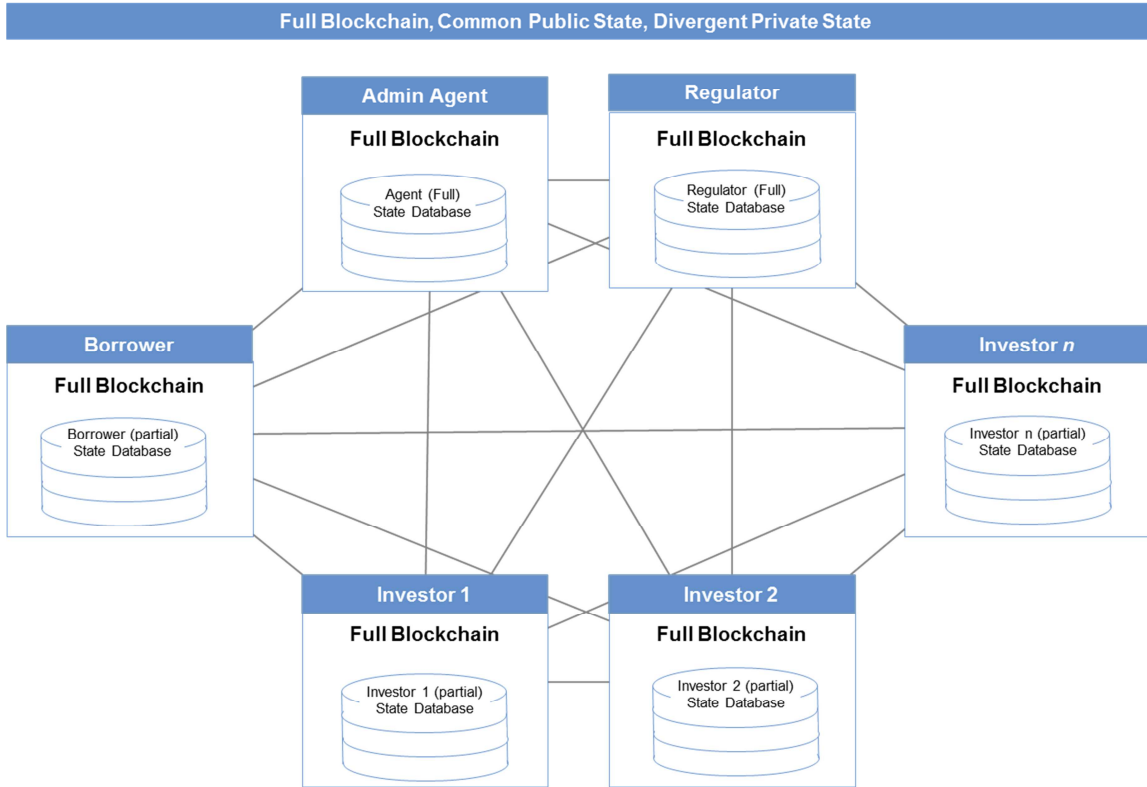 Full Blockchain, Common Public State, Divergent Private State
Admin Agent
Full Blockchain
Agent (Full)
State Database
Regulator
Full Blockchain
Regulator (Full)
State Database
Borrower
Full Blockchain
Borrower (partial)
State Database
Investor n
Full Blockchain
Investor n (partial)
State Database
Investor 1
Full Blockchain
Investor 1 (partial)
State Database
Investor 2
Full Blockchain
Investor 2 (partial)
State Database